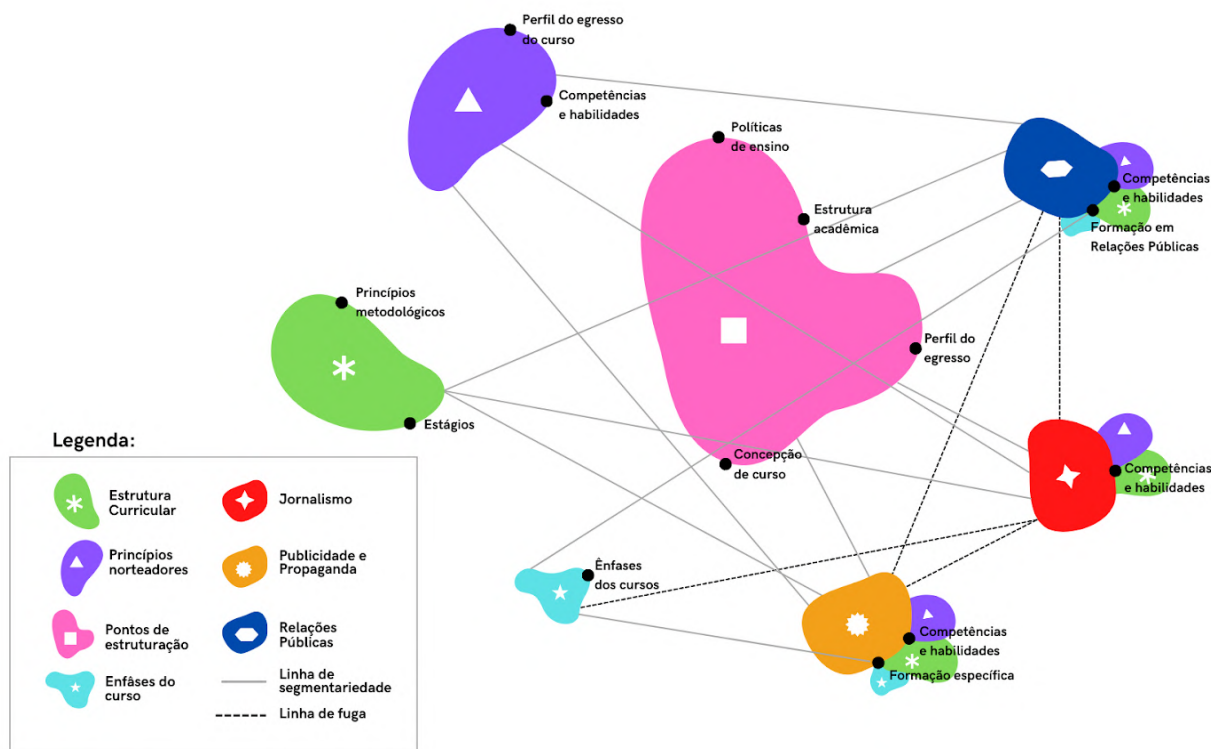 Perfil do egresso
do curso
Competências
e habilidades
Políticas
de ensino
Estrutura
acadêmica
Competências
e habilidades
Formação em
Relações Públicas
Princípios
metodológicos
Perfil do
egresso
Estágios
Concepção
de curso
Competências
e habilidades
Ênfases
dos cursos
Competências
e habilidades
Formação específica
Legenda:
Estrutura
Curricular
Jornalismo
Princípios
norteadores
Publicidade e
Propaganda
Pontos de
estruturação
Relações
Públicas
Enfâses do
curso
Linha de
segmentariedade
Linha de fuga